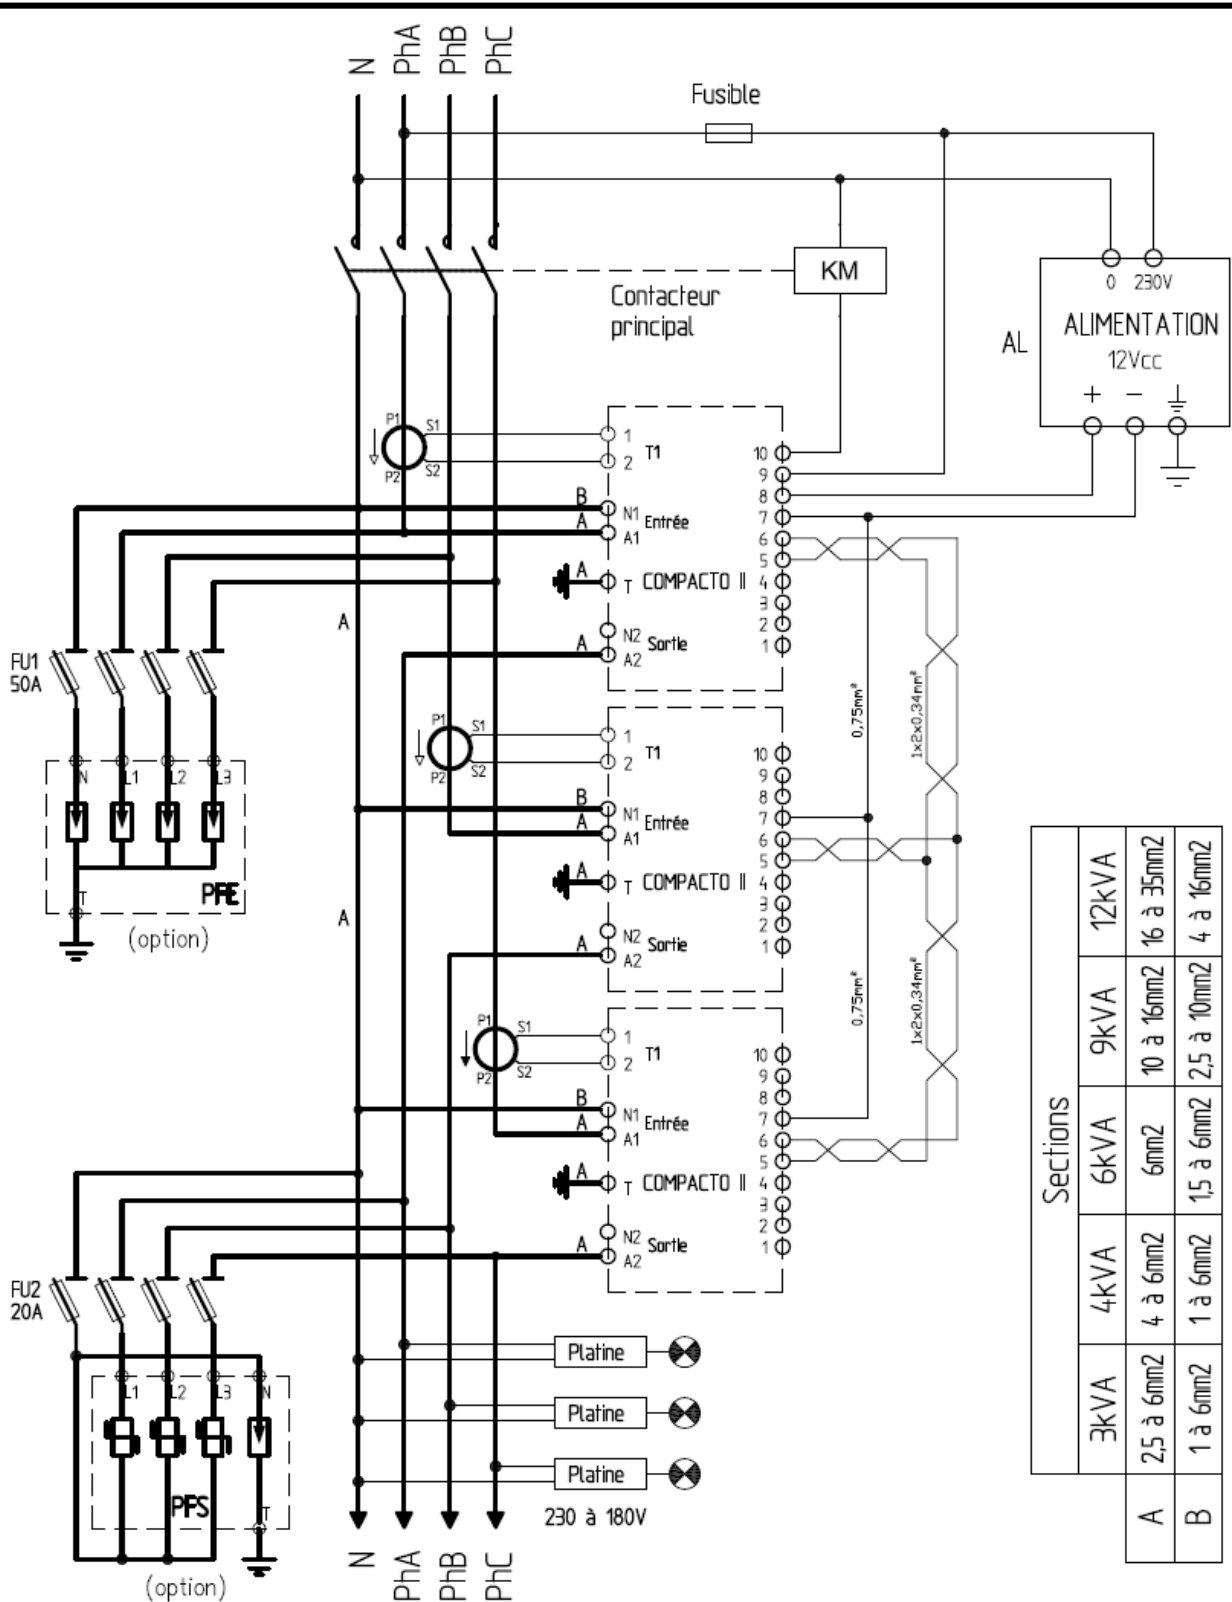 N
PhA
PhB
PhC
Fusible
KM
Contacteur
principal
0
230V
ALIMENTATION
12Vcc
AL
+
−
P1
S1
P2
S2
1
2
T1
10
9
8
7
6
5
4
3
2
1
B
N1
Entrée
A
A1
A
T
COMPACTO II
A
N2
Sortie
A2
A
FU1
50A
N
L1
L2
L3
T
PFE
(option)
0,75mm²
1x2x0,34mm²
P1
S1
P2
S2
1
2
T1
10
9
8
7
6
5
4
3
2
1
B
N1
Entrée
A
A1
A
T
COMPACTO II
A
N2
Sortie
A2
A
0,75mm²
1x2x0,34mm²
P1
S1
P2
S2
1
2
T1
10
9
8
7
6
5
4
3
2
1
B
N1
Entrée
A
A1
A
T
COMPACTO II
A
N2
Sortie
A2
FU2
20A
L1
L2
L3
N
PFS
T
(option)
Platine
Platine
Platine
230 à 180V
N
PhA
PhB
PhC
Sections
3kVA 4kVA 6kVA 9kVA 12kVA
A 2,5 à 6mm2 4 à 6mm2 6mm2 10 à 16mm2 16 à 35mm2
B 1 à 6mm2 1 à 6mm2 1,5 à 6mm2 2,5 à 10mm2 4 à 16mm2